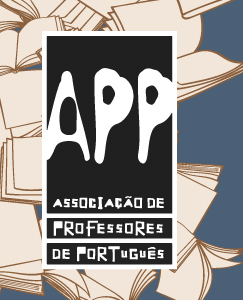 APP
ASSOCIAÇÃO DE
PROFESSORES
DE PORTUGUÊS